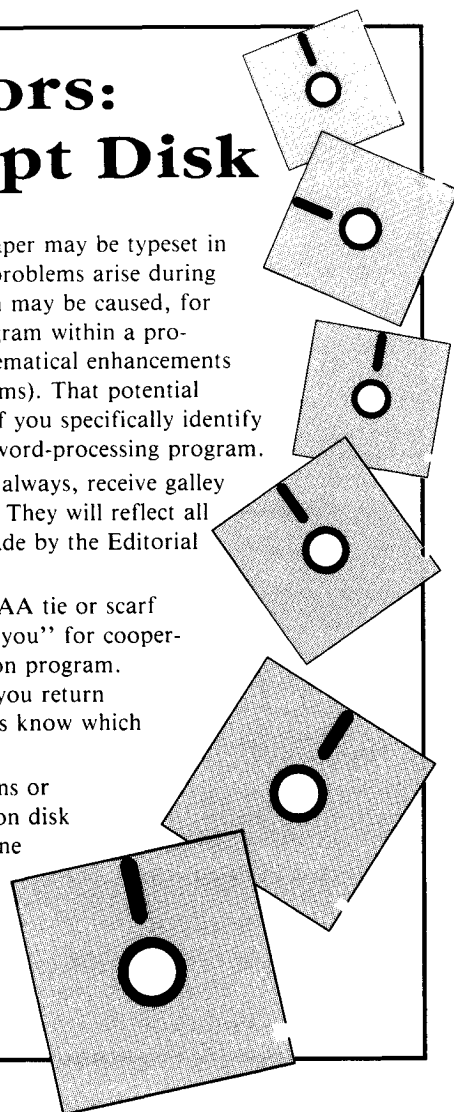 ors:
pt Disk
aper may be typeset in
problems arise during
n may be caused, for
gram within a pro-
ematical enhancements
ms). That potential
f you specifically identify
word-processing program.
always, receive galley
They will reflect all
ade by the Editorial
AA tie or scarf
you’’ for cooper-
on program.
you return
s know which
ns or
on disk
ne